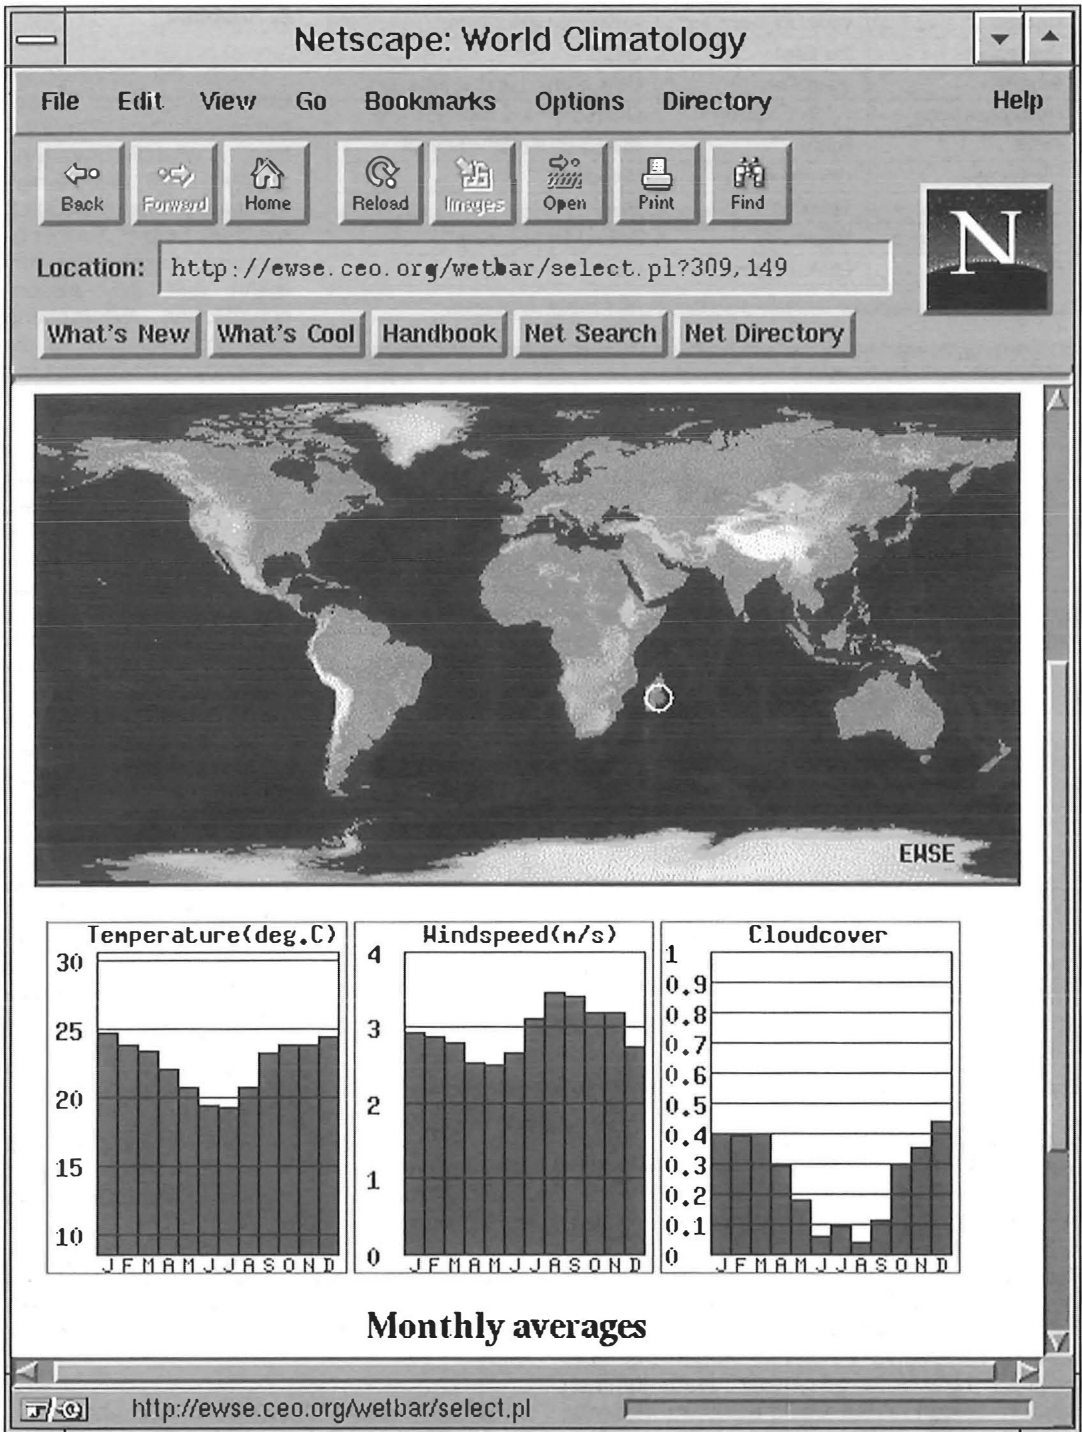 Netscape: World Climatology
File Edit View Go Bookmarks Options Directory Help
Back Forward Home Reload Images Open Print Find
N
Location: http://ewse.ceo.org/wetbar/select.pl?309,149
What's New What's Cool Handbook Net Search Net Directory
EWSE
Temperature(deg.C)
30
25
20
15
10
J F M A M J J A S O N D
Windspeed(m/s)
4
3
2
1
0
J F M A M J J A S O N D
Cloudcover
1
0.9
0.8
0.7
0.6
0.5
0.4
0.3
0.2
0.1
0
J F M A M J J A S O N D
Monthly averages
http://ewse.ceo.org/wetbar/select.pl